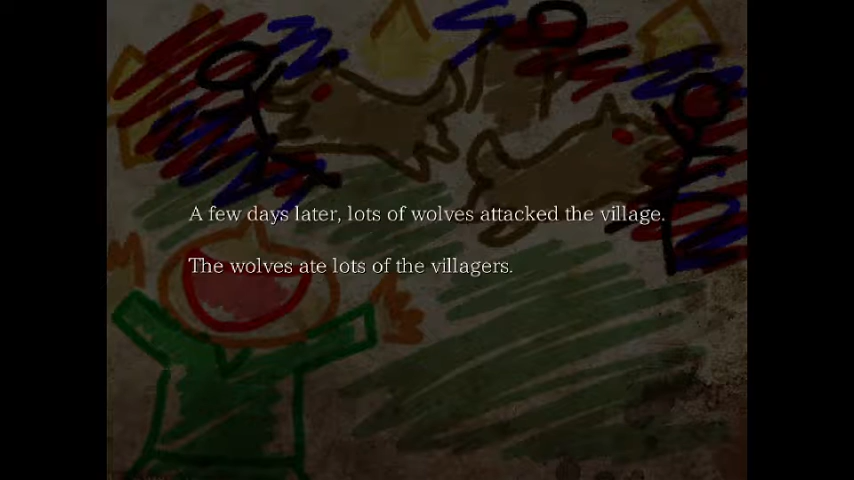 A few days later, lots of wolves attacked the village.
The wolves ate lots of the villagers.